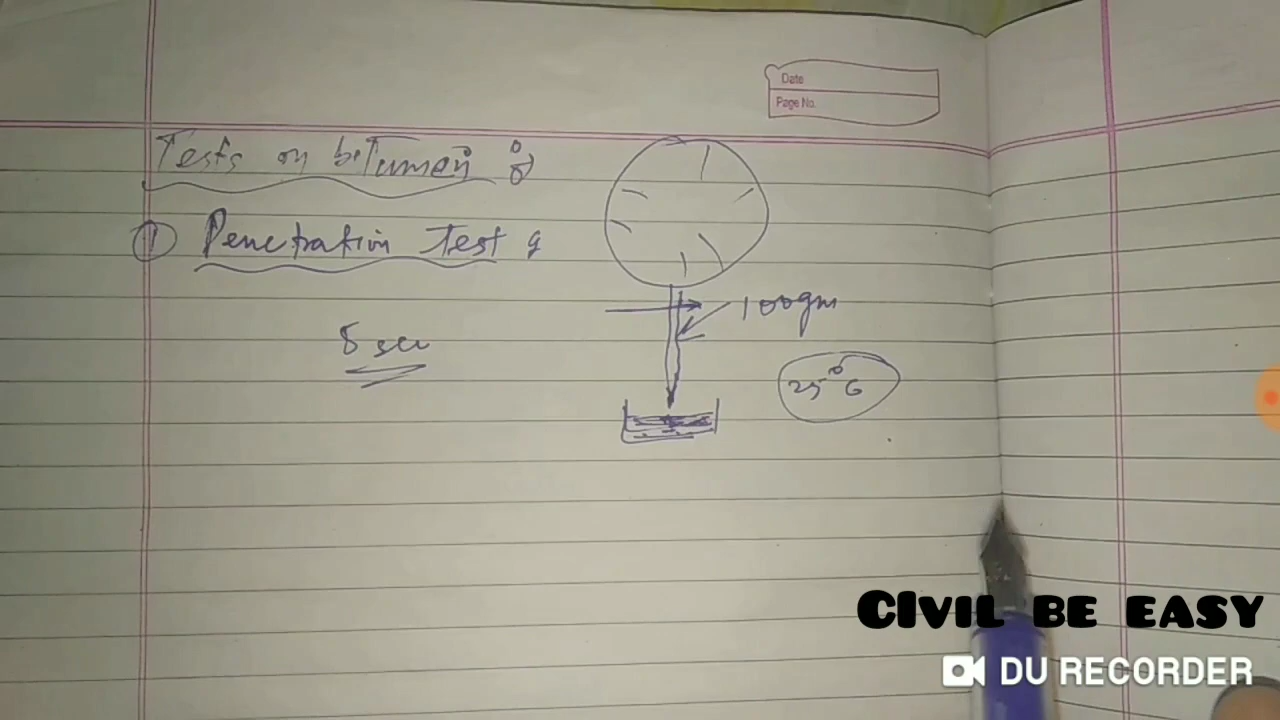 Date
Page No.
Tests on bitumen :
① Penetration Test :
100gm
5 sec
25°C
CIVIL BE EASY
DU RECORDER